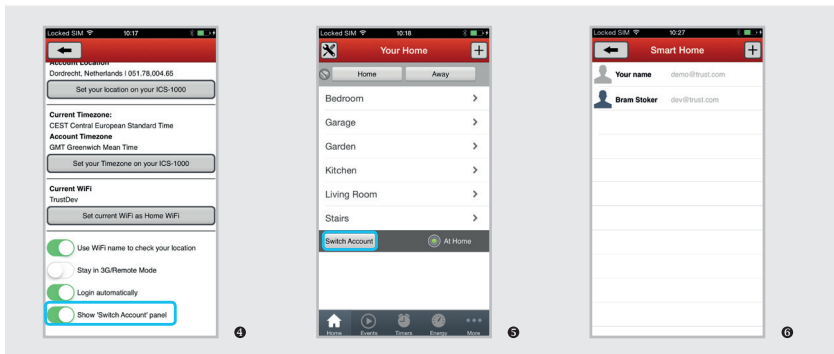 Locked SIM 10:17
Account Location
Dordrecht, Netherlands I 051.78,004.65
Set your location on your ICS-1000
Current Timezone:
CEST Central European Standard Time
Account Timezone
GMT Greenwich Mean Time
Set your Timezone on your ICS-1000
Current WiFi
TrustDev
Set current WiFi as Home WiFi
Use WiFi name to check your location
Stay in 3G/Remote Mode
Login automatically
Show 'Switch Account' panel
❹
Locked SIM 10:18
Your Home +
Home Away
Bedroom
Garage
Garden
Kitchen
Living Room
Stairs
Switch Account At Home
Home Events Timers Energy More
❺
Locked SIM 10:27
Smart Home +
Your name demo@trust.com
Bram Stoker dev@trust.com
❻